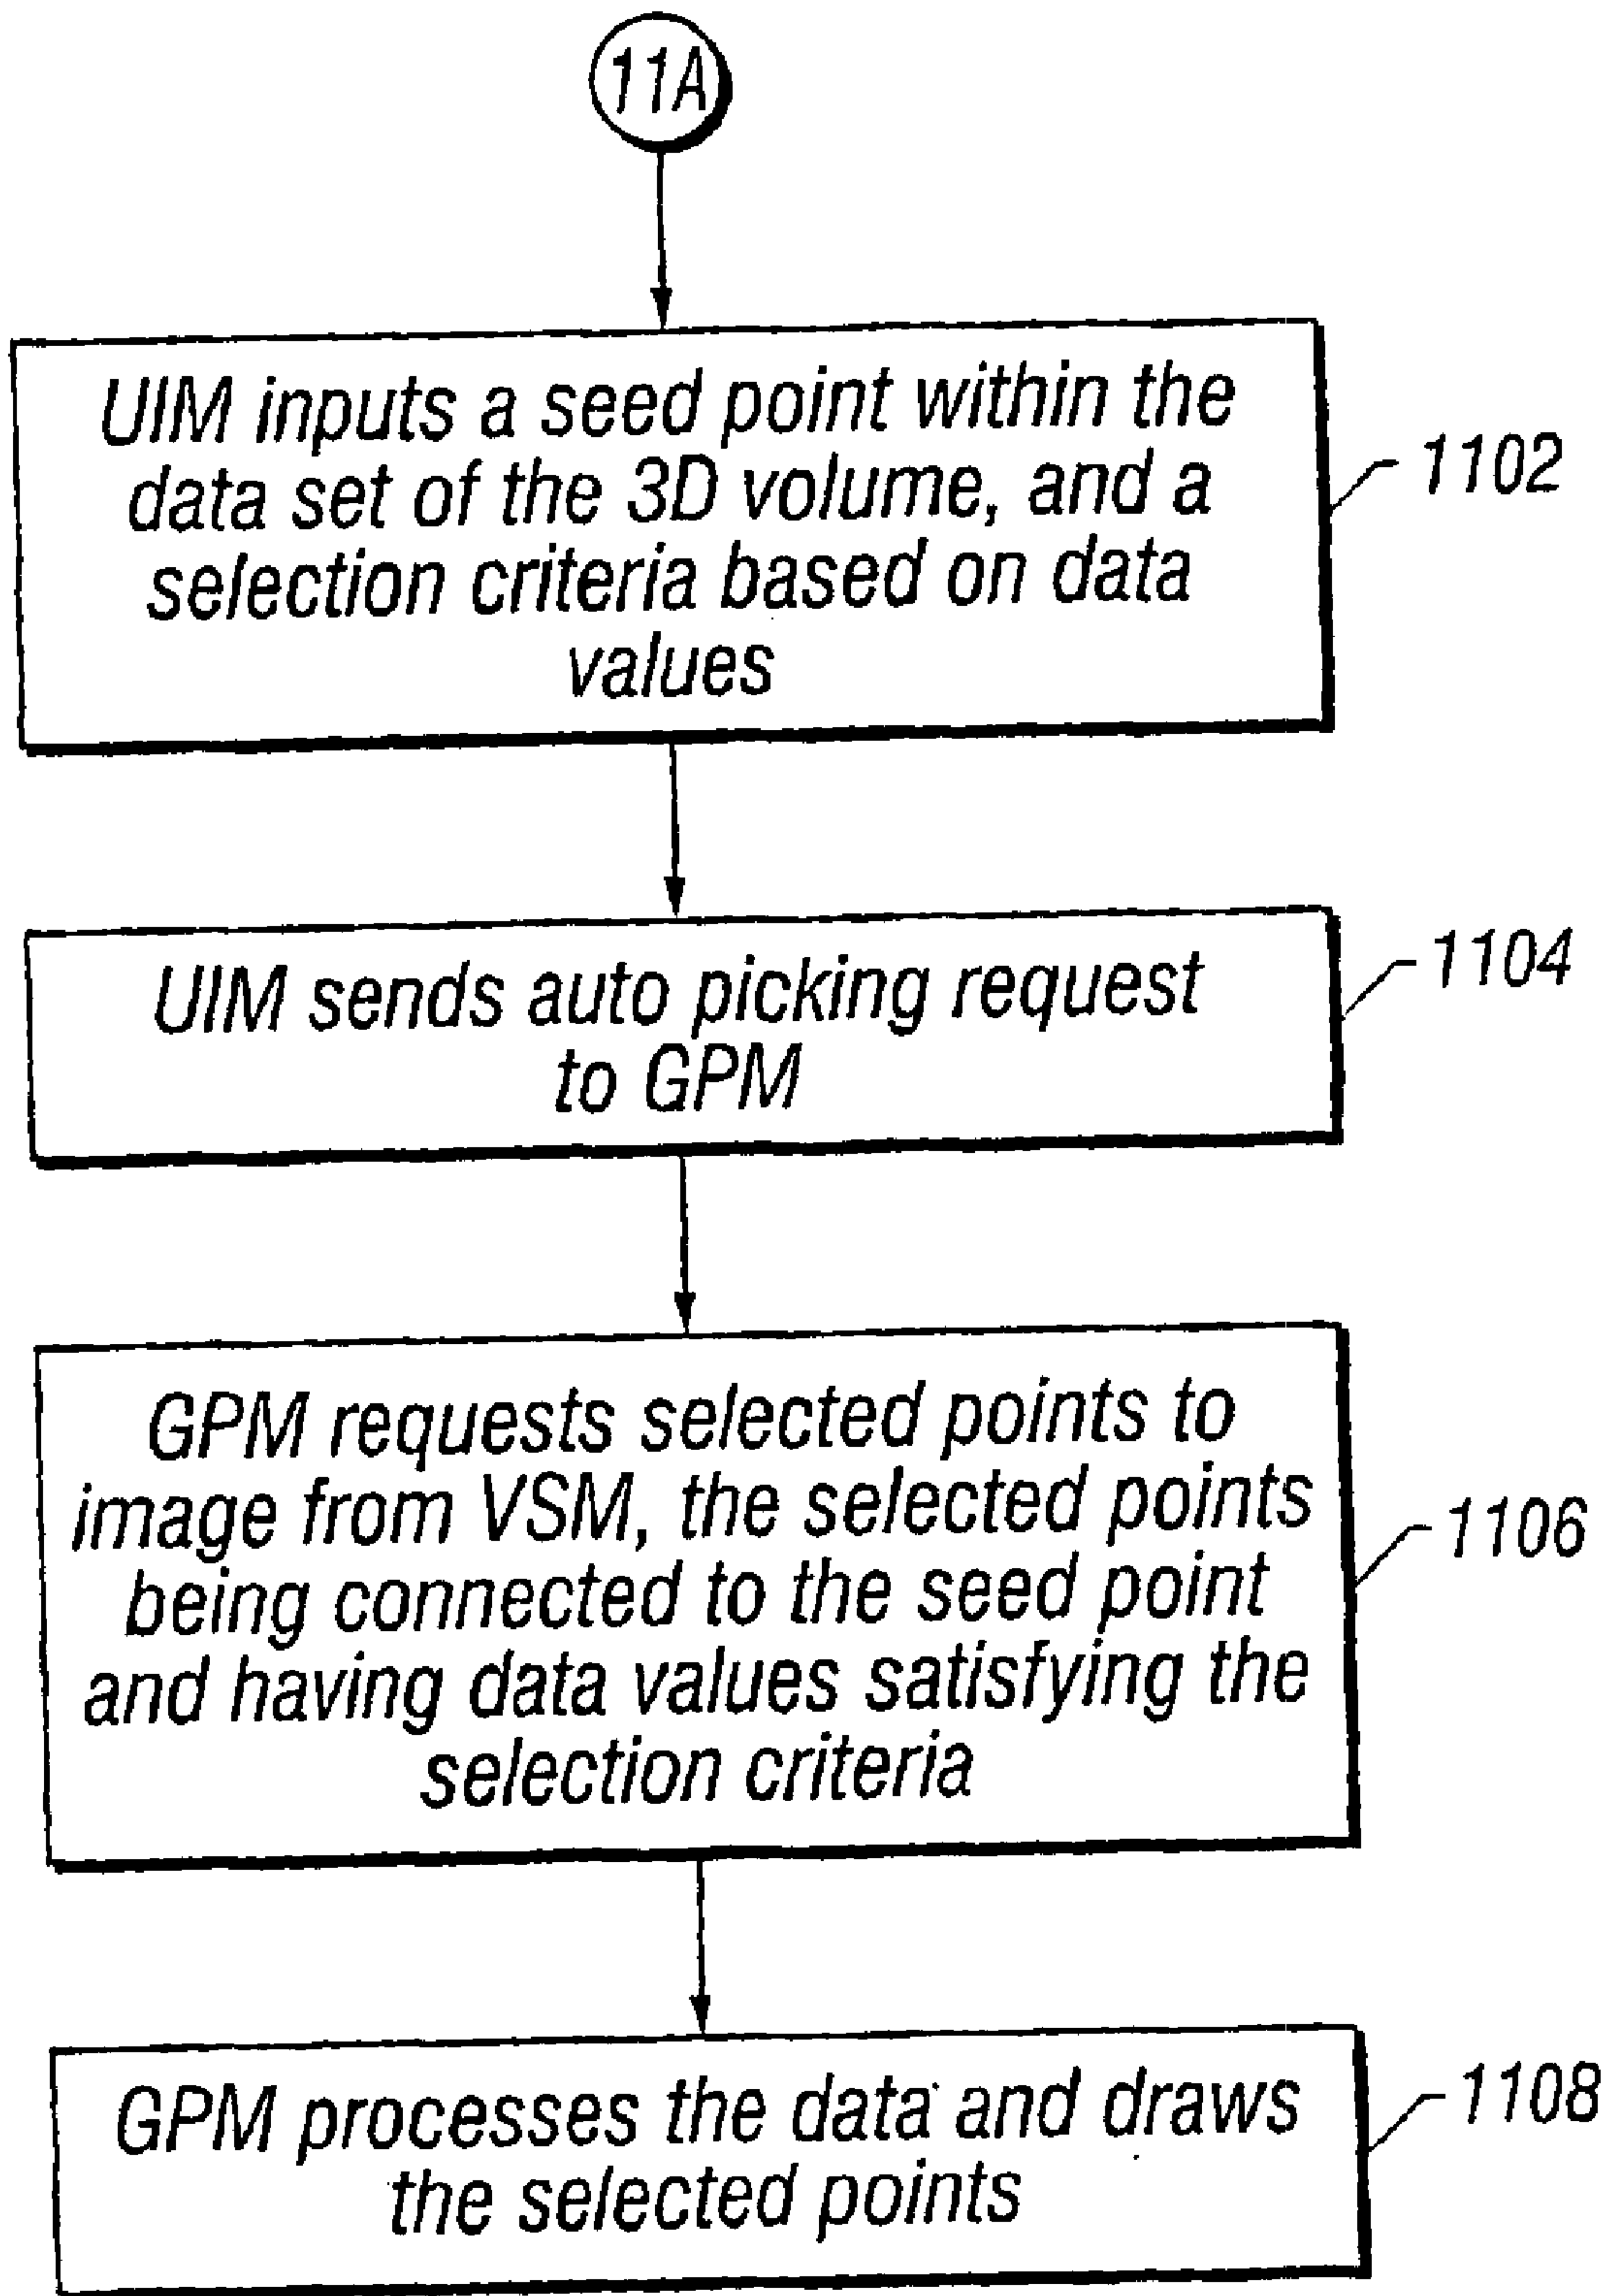 11A
UIM inputs a seed point within the
data set of the 3D volume, and a
selection criteria based on data
values
1102
UIM sends auto picking request
to GPM
1104
GPM requests selected points to
image from VSM, the selected points
being connected to the seed point
and having data values satisfying the
selection criteria
1106
GPM processes the data and draws
the selected points
1108